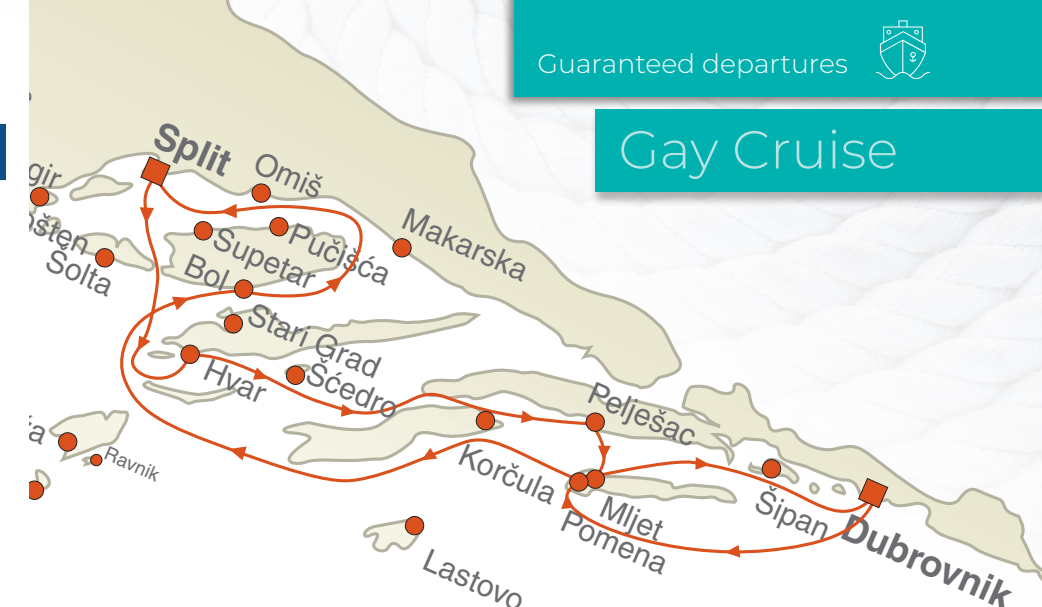 Guaranteed departures
Gay Cruise
Split
Omiš
Makarska
Pučišća
Supetar
Šolta
Bol
Stari Grad
Hvar
Šćedro
Pelješac
Ravnik
Korčula
Mljet
Pomena
Šipan
Dubrovnik
Lastovo